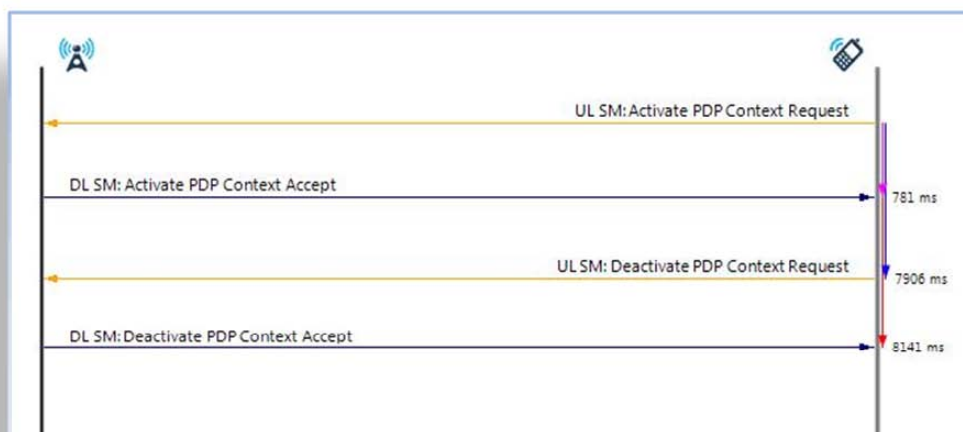 UL SM: Activate PDP Context Request
DL SM: Activate PDP Context Accept
781 ms
UL SM: Deactivate PDP Context Request
7906 ms
DL SM: Deactivate PDP Context Accept
8141 ms